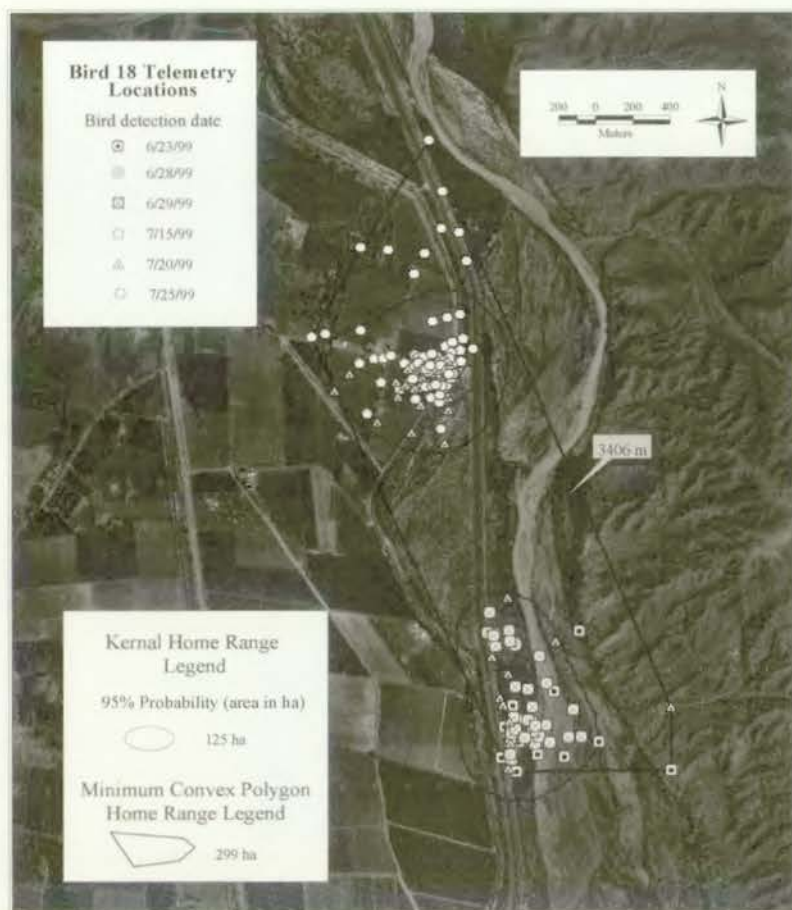 Bird 18 Telemetry
Locations
Bird detection date
6/23/99
6/28/99
6/29/99
7/15/99
7/20/99
7/25/99
N
200 0 200 400
Meters
3406 m
Kernal Home Range
Legend
95% Probability (area in ha)
125 ha
Minimum Convex Polygon
Home Range Legend
299 ha